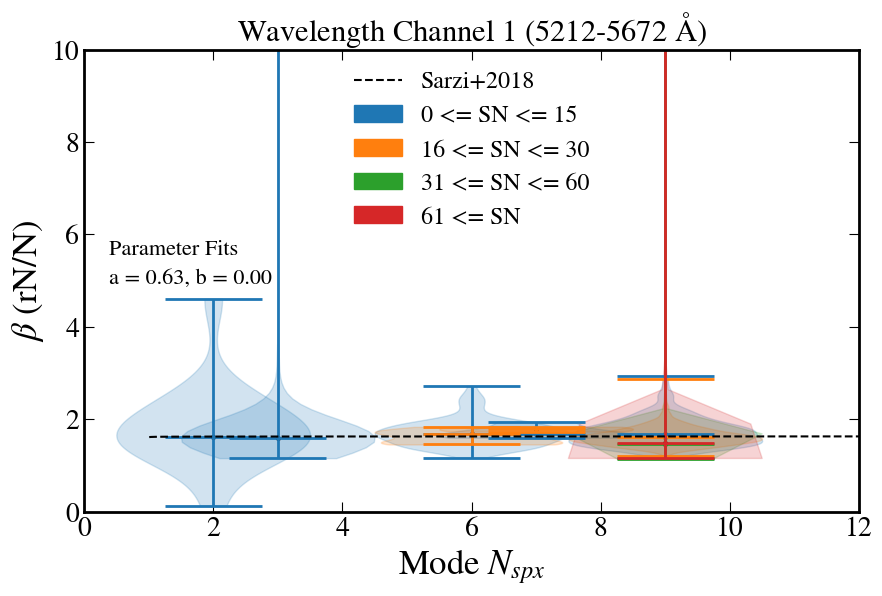 Wavelength Channel 1 (5212-5672 Å)
10
8
6
4
2
0
β (rN/N)
Sarzi+2018
0 <= SN <= 15
16 <= SN <= 30
31 <= SN <= 60
61 <= SN
Parameter Fits
a = 0.63, b = 0.00
0 2 4 6 8 10 12
Mode N_{spx}